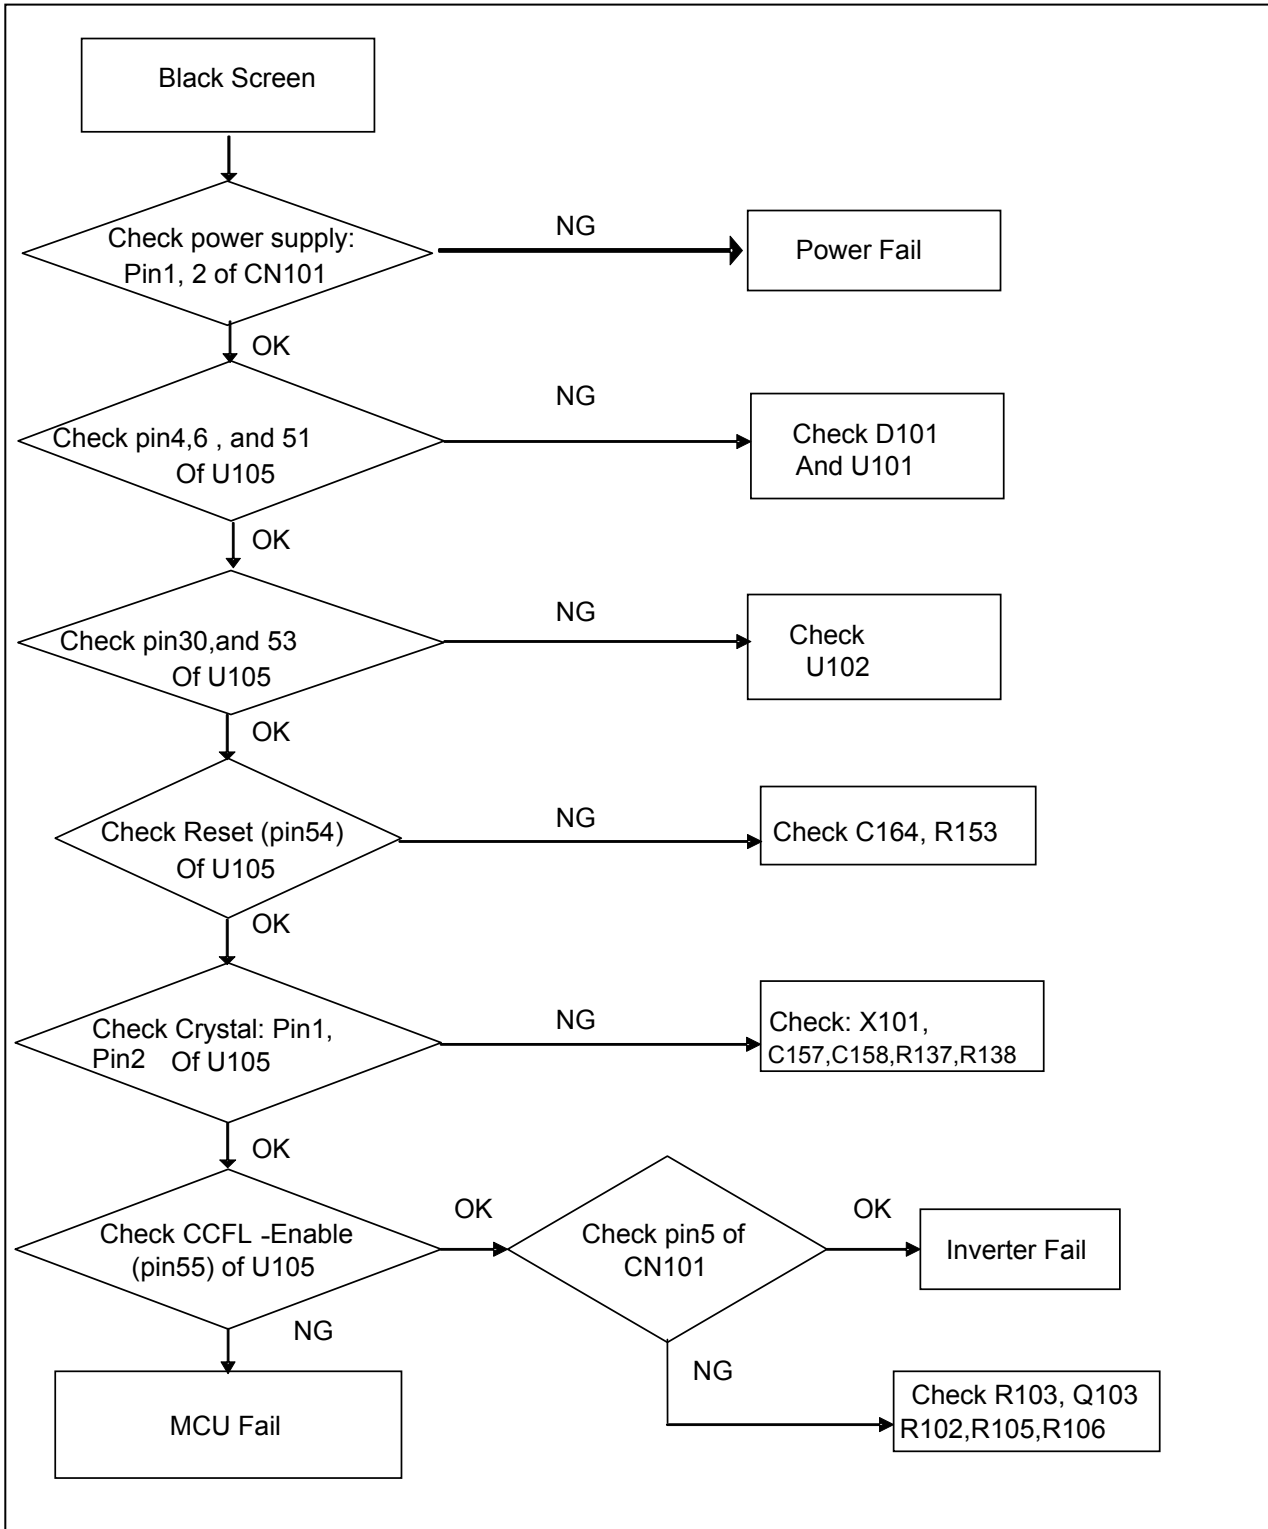 Black Screen
Check power supply:
Pin1, 2 of CN101
NG
Power Fail
OK
Check pin4,6 , and 51
Of U105
NG
Check D101
And U101
OK
Check pin30,and 53
Of U105
NG
Check
U102
OK
Check Reset (pin54)
Of U105
NG
Check C164, R153
OK
Check Crystal: Pin1,
Pin2 Of U105
NG
Check: X101,
C157,C158,R137,R138
OK
Check CCFL -Enable
(pin55) of U105
OK
Check pin5 of
CN101
OK
Inverter Fail
NG
MCU Fail
NG
Check R103, Q103
R102,R105,R106